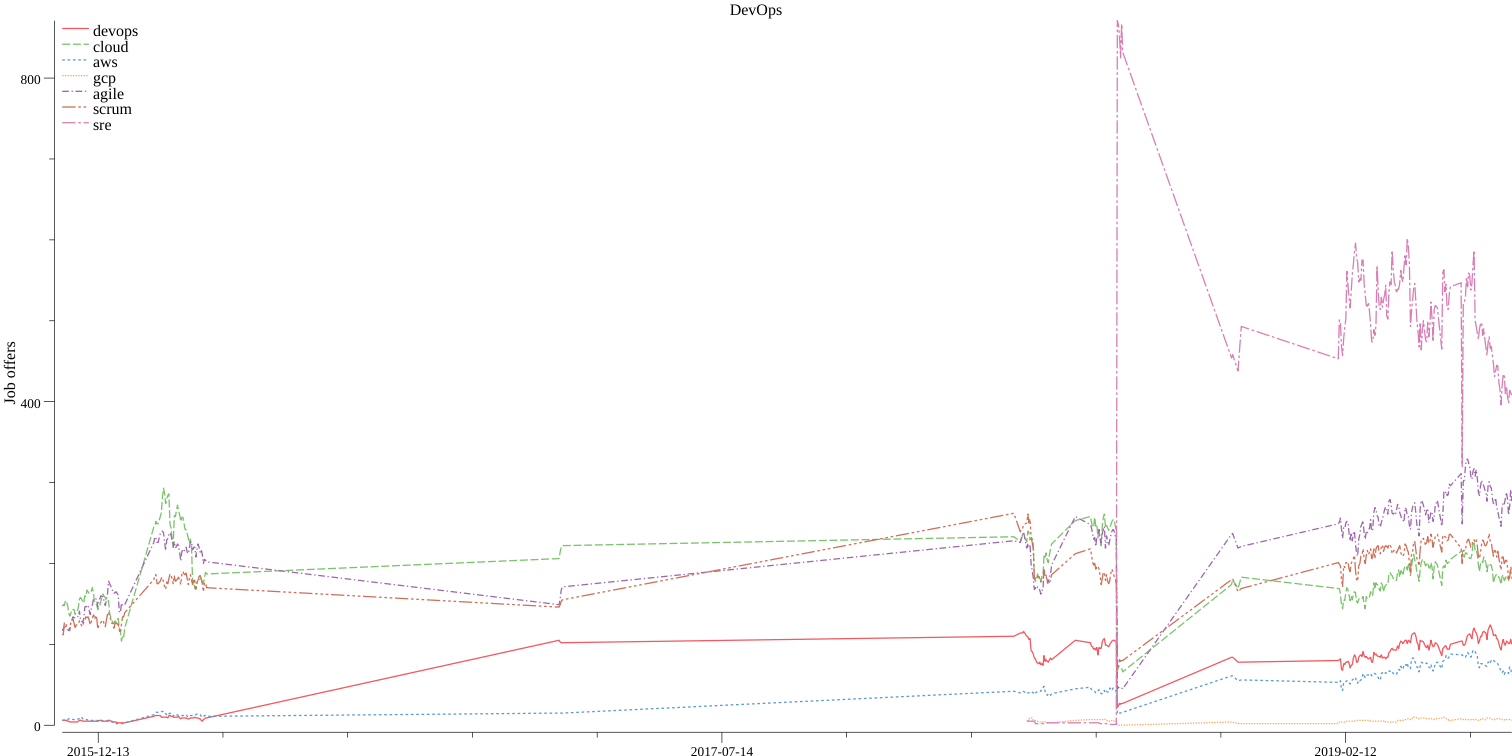 DevOps
devops
cloud
aws
gcp
agile
scrum
sre
800
400
0
Job offers
2015-12-13
2017-07-14
2019-02-12